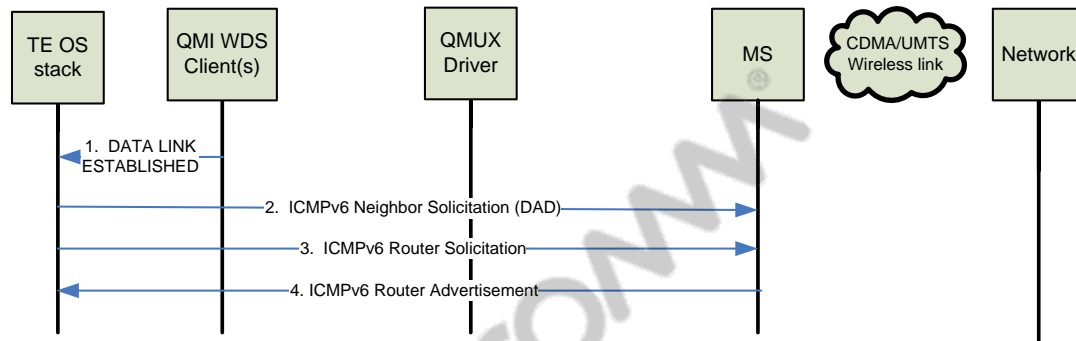 TE OS
stack
QMI WDS
Client(s)
QMUX
Driver
MS
CDMA/UMTS
Wireless link
Network
1. DATA LINK
ESTABLISHED
2. ICMPv6 Neighbor Solicitation (DAD)
3. ICMPv6 Router Solicitation
4. ICMPv6 Router Advertisement